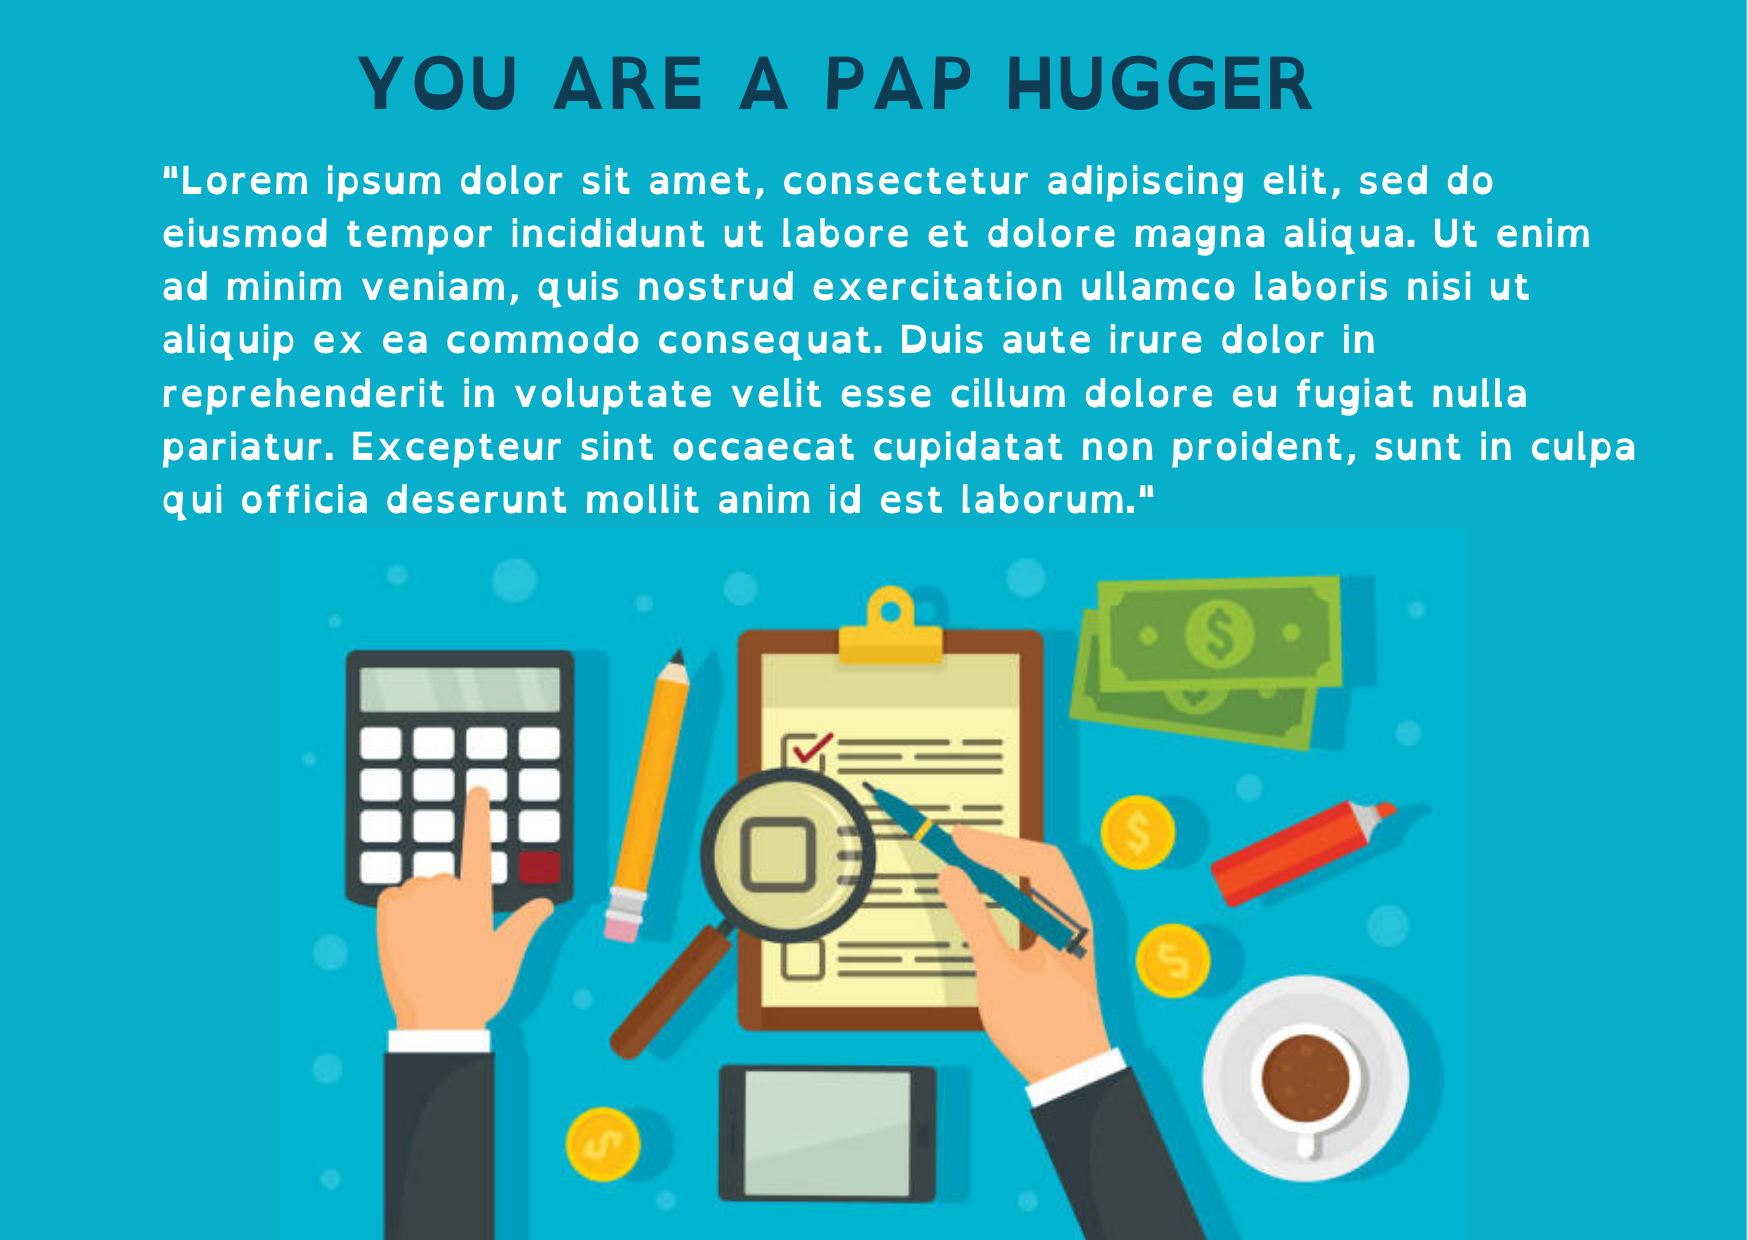 YOU ARE A PAP HUGGER
"Lorem ipsum dolor sit amet, consectetur adipiscing elit, sed do
eiusmod tempor incididunt ut labore et dolore magna aliqua. Ut enim
ad minim veniam, quis nostrud exercitation ullamco laboris nisi ut
aliquip ex ea commodo consequat. Duis aute irure dolor in
reprehenderit in voluptate velit esse cillum dolore eu fugiat nulla
pariatur. Excepteur sint occaecat cupidatat non proident, sunt in culpa
qui officia deserunt mollit anim id est laborum."